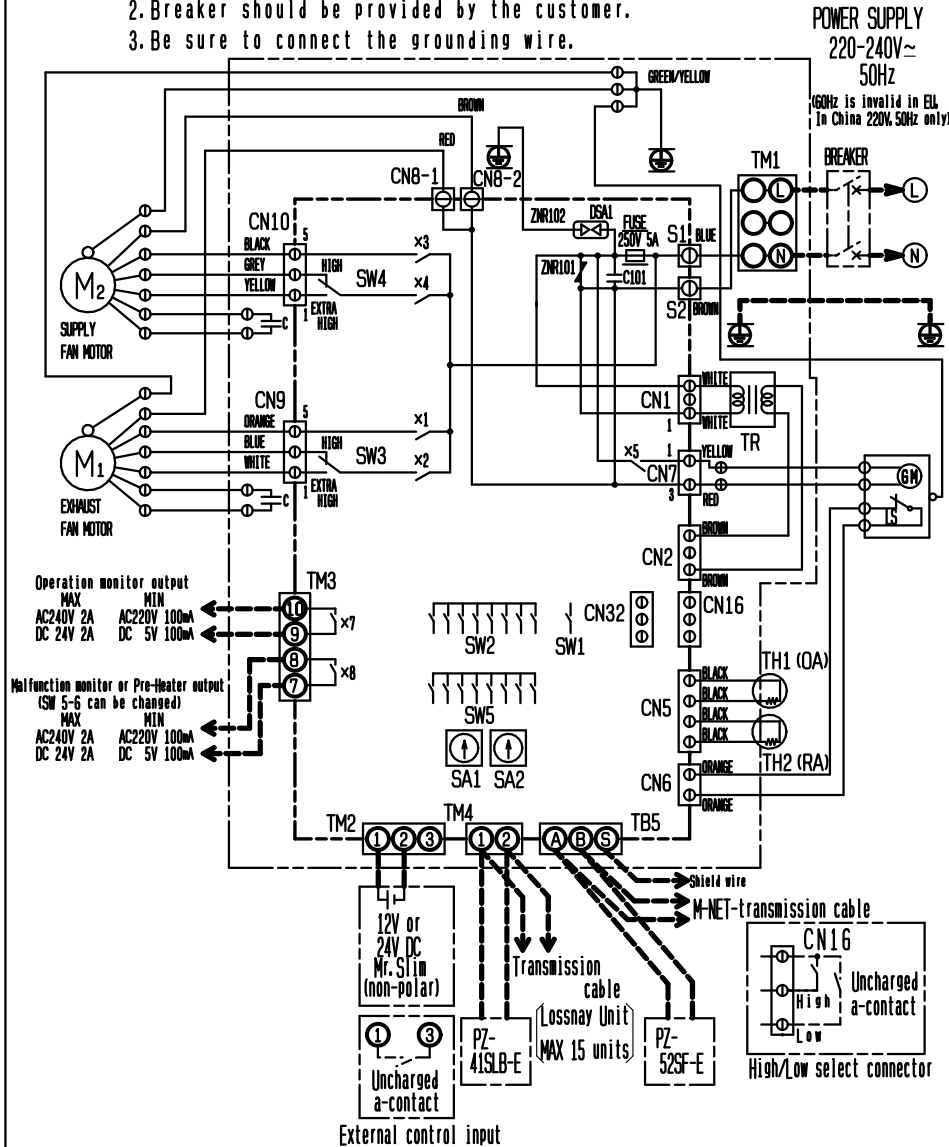 2.Breaker should be provided by the customer.
3.Be sure to connect the grounding wire.
POWER SUPPLY
220-240V~
50Hz
(60Hz is invalid in EU.
In China 220V. 50Hz only)
GREEN/YELLOW
BROWN
RED
CN8-1
CN8-2
TM1
BREAKER
L
L
N
N
CN10
5
BLACK
GREY
YELLOW
1
HIGH
SW4
EXTRA
HIGH
×3
×4
ZNR102
DSA1
FUSE
250V 5A
ZNR101
C101
S1
BLUE
S2
BROWN
M2
SUPPLY
FAN MOTOR
C
CN9
5
ORANGE
BLUE
WHITE
1
HIGH
SW3
EXTRA
HIGH
×1
×2
M1
EXHAUST
FAN MOTOR
C
CN1
1
WHITE
WHITE
TR
×5
CN7
1
3
YELLOW
RED
GM
LS
CN2
BROWN
BROWN
Operation monitor output
MAX MIN
AC240V 2A AC220V 100mA
DC 24V 2A DC 5V 100mA
TM3
10
9
8
7
×7
×8
SW2
SW1
CN32
CN16
Malfunction monitor or Pre-Heater output
(SW 5-6 can be changed)
MAX MIN
AC240V 2A AC220V 100mA
DC 24V 2A DC 5V 100mA
SW5
SA1
SA2
CN5
BLACK
BLACK
BLACK
BLACK
TH1(OA)
TH2(RA)
CN6
ORANGE
ORANGE
TM2
1 2 3
TM4
1 2
A B S
TB5
Shield wire
M-NET-transmission cable
12V or
24V DC
Mr.Slim
(non-polar)
Transmission
cable
Lossnay Unit
MAX 15 units
1 3
Uncharged
a-contact
External control input
PZ-
41SLB-E
PZ-
52SF-E
CN16
High
Low
Uncharged
a-contact
High/Low select connector